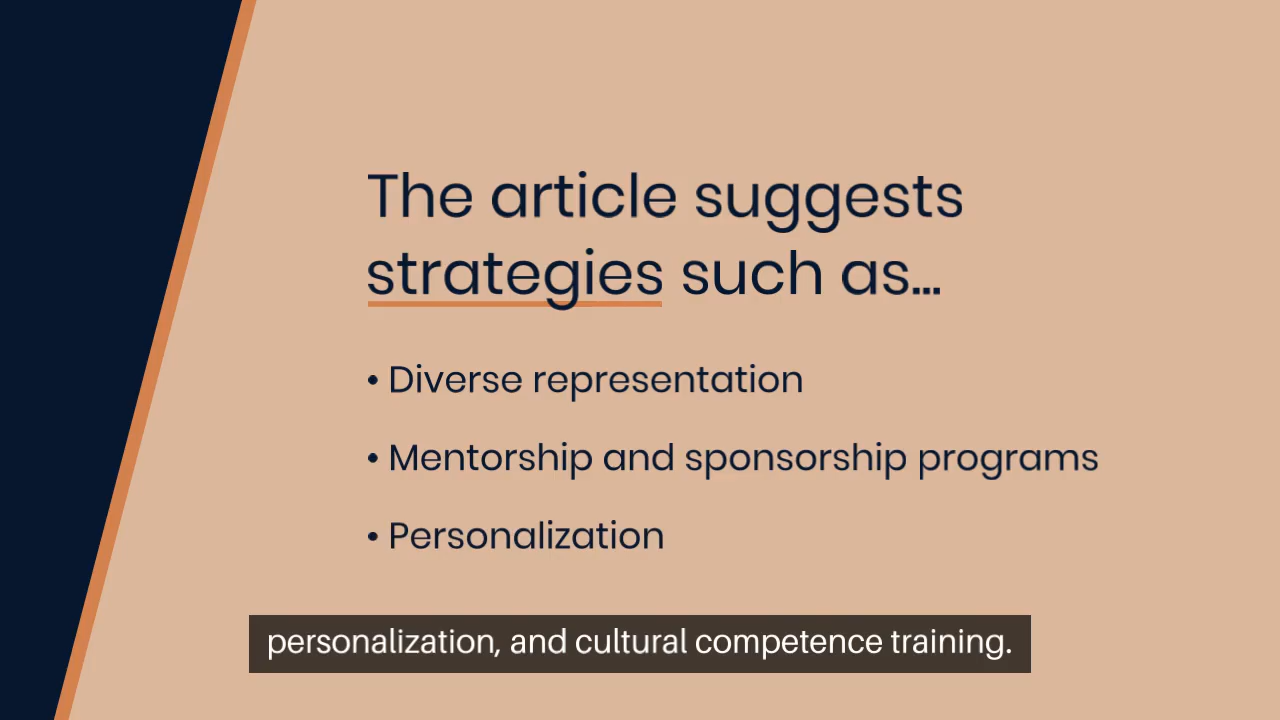 The article suggests
strategies such as...
• Diverse representation
• Mentorship and sponsorship programs
• Personalization
personalization, and cultural competence training.